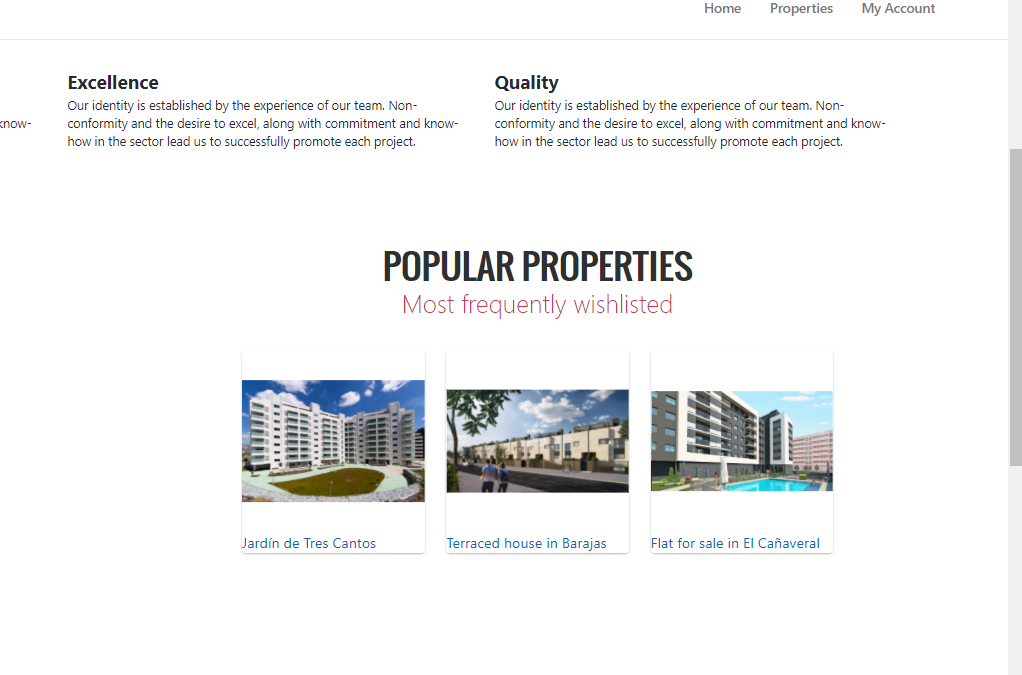 Home Properties My Account
Excellence
Our identity is established by the experience of our team. Non-
know-
conformity and the desire to excel, along with commitment and know-
how in the sector lead us to successfully promote each project.
Quality
Our identity is established by the experience of our team. Non-
conformity and the desire to excel, along with commitment and know-
how in the sector lead us to successfully promote each project.
POPULAR PROPERTIES
Most frequently wishlisted
Jardín de Tres Cantos
Terraced house in Barajas
Flat for sale in El Cañaveral